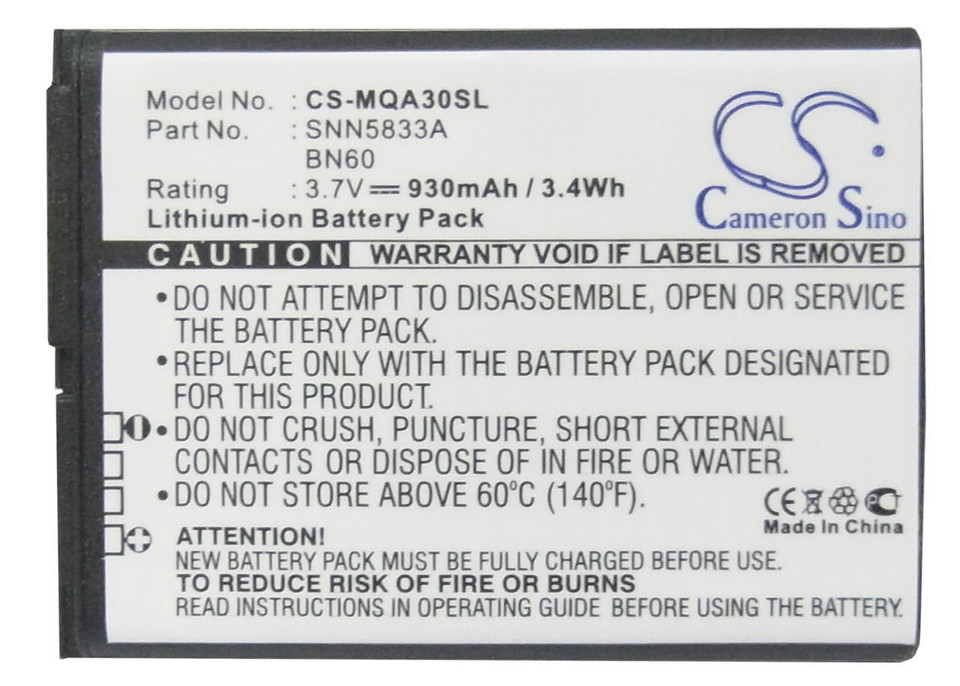 Model No. : CS-MQA30SL
Part No. : SNN5833A
BN60
Rating : 3.7V 930mAh / 3.4Wh
Lithium-ion Battery Pack
CS
Cameron Sino
CAUTION WARRANTY VOID IF LABEL IS REMOVED
•DO NOT ATTEMPT TO DISASSEMBLE, OPEN OR SERVICE
THE BATTERY PACK.
•REPLACE ONLY WITH THE BATTERY PACK DESIGNATED
FOR THIS PRODUCT.
•DO NOT CRUSH, PUNCTURE, SHORT EXTERNAL
CONTACTS OR DISPOSE OF IN FIRE OR WATER.
•DO NOT STORE ABOVE 60°C (140°F).
CE
Made In China
ATTENTION!
NEW BATTERY PACK MUST BE FULLY CHARGED BEFORE USE.
TO REDUCE RISK OF FIRE OR BURNS
READ INSTRUCTIONS IN OPERATING GUIDE BEFORE USING THE BATTERY.